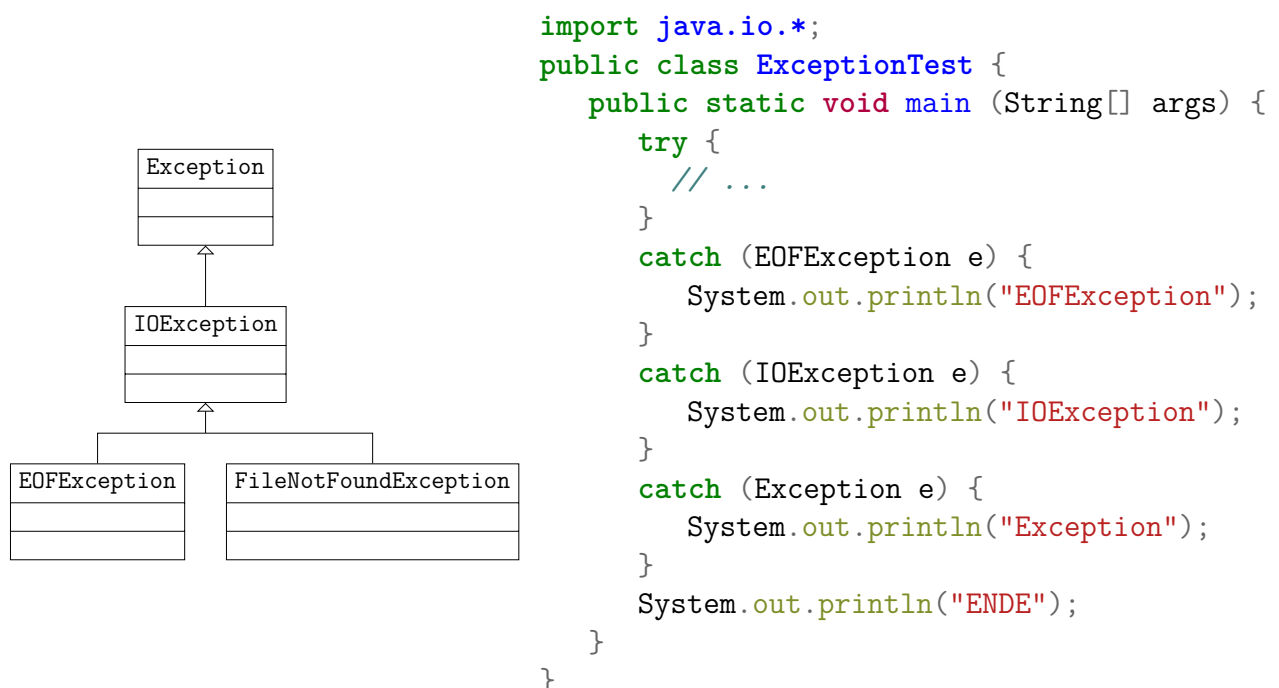 Exception
IOException
EOFException
FileNotFoundException
import java.io.*;
public class ExceptionTest {
   public static void main (String[] args) {
      try {
        // ...
      }
      catch (EOFException e) {
         System.out.println("EOFException");
      }
      catch (IOException e) {
         System.out.println("IOException");
      }
      catch (Exception e) {
         System.out.println("Exception");
      }
      System.out.println("ENDE");
   }
}